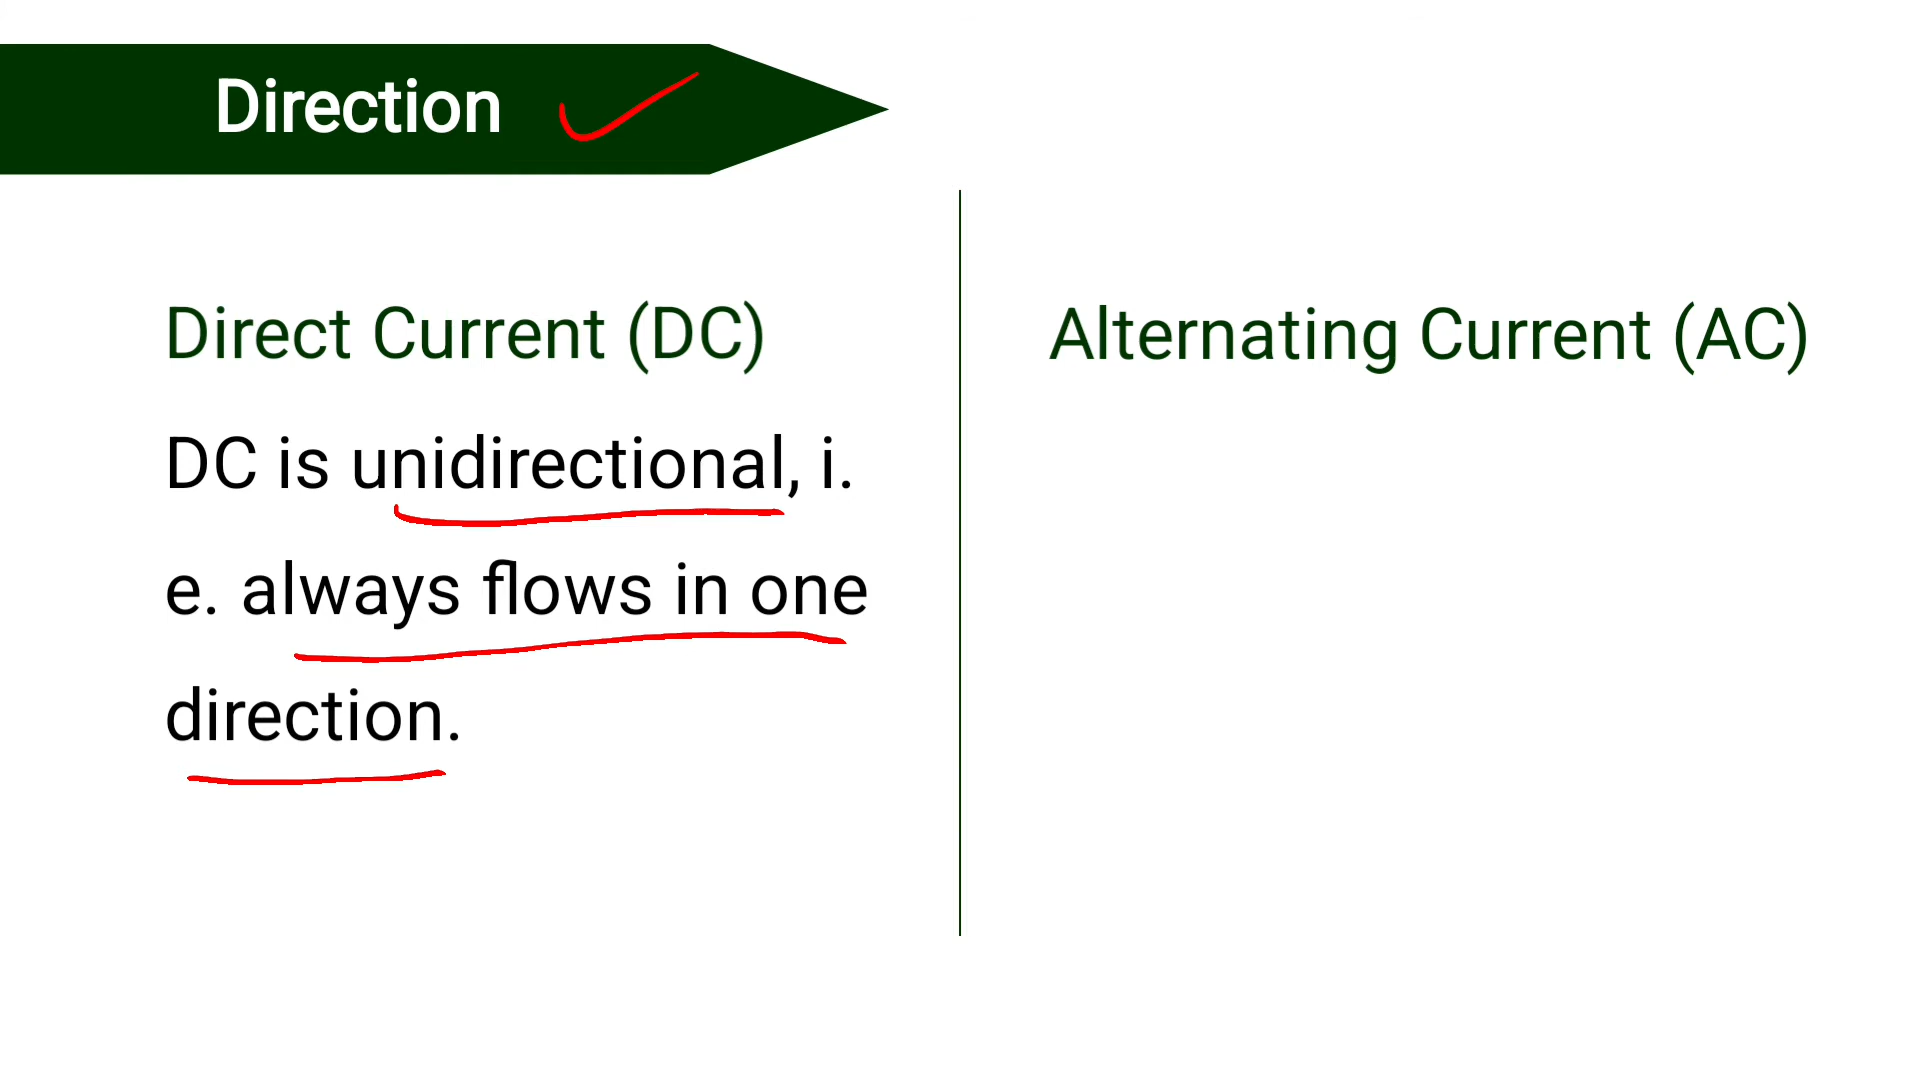 Direction
Direct Current (DC)
DC is unidirectional, i.
e. always flows in one
direction.
Alternating Current (AC)